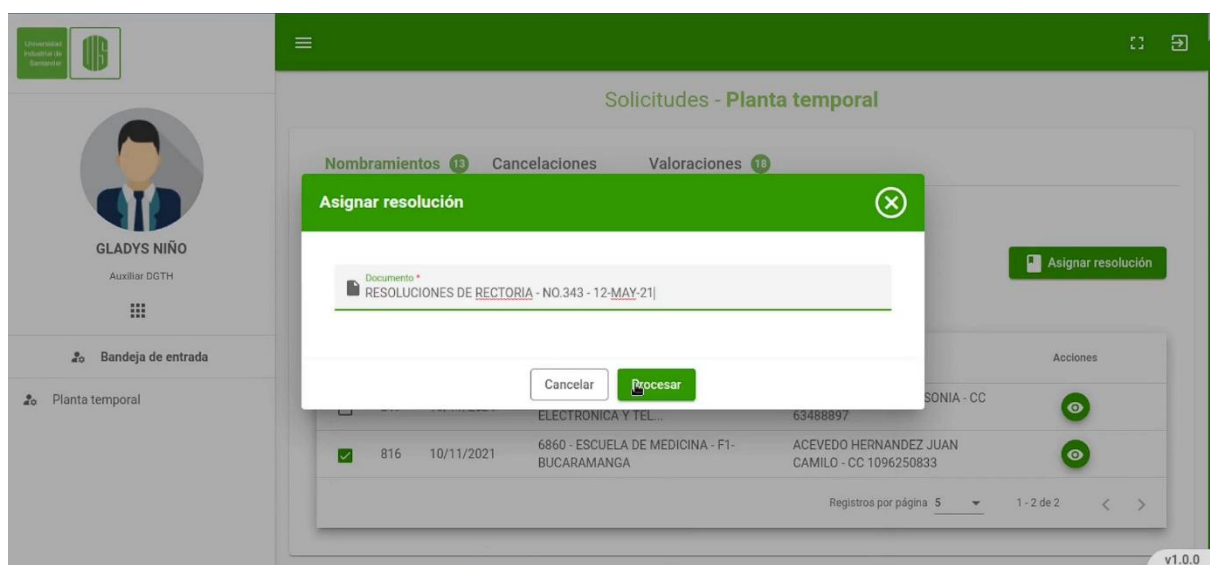 Universidad
Industrial de
Santander
Solicitudes - Planta temporal
Nombramientos 13 Cancelaciones Valoraciones 18
Asignar resolución
GLADYS NIÑO
Auxiliar DGTH
Asignar resolución
Documento *
RESOLUCIONES DE RECTORIA - NO.343 - 12-MAY-21
Bandeja de entrada
Acciones
Cancelar Procesar
Planta temporal
ELECTRONICA Y TEL...
SONIA - CC
63488897
816 10/11/2021 6860 - ESCUELA DE MEDICINA - F1-
BUCARAMANGA
ACEVEDO HERNANDEZ JUAN
CAMILO - CC 1096250833
Registros por página 5 1 - 2 de 2
v1.0.0